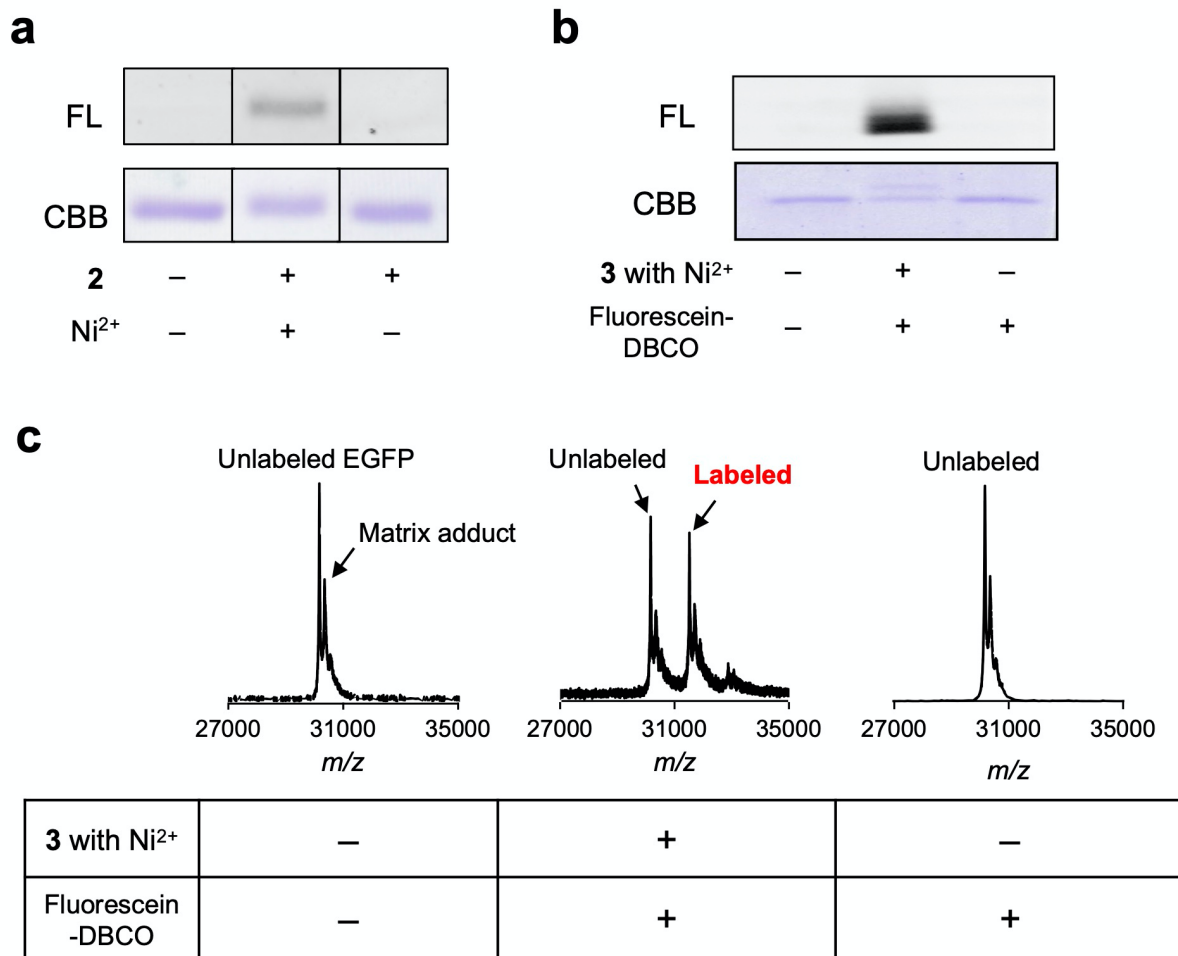 a
FL
CBB
2 – + +
Ni²⁺ – + –
b
FL
CBB
3 with Ni²⁺ – + –
Fluorescein-
DBCO – + +
c
Unlabeled EGFP
Matrix adduct
27000 31000 35000
m/z
Unlabeled
Labeled
27000 31000 35000
m/z
Unlabeled
27000 31000 35000
m/z
3 with Ni²⁺ – + –
Fluorescein
-DBCO – + +